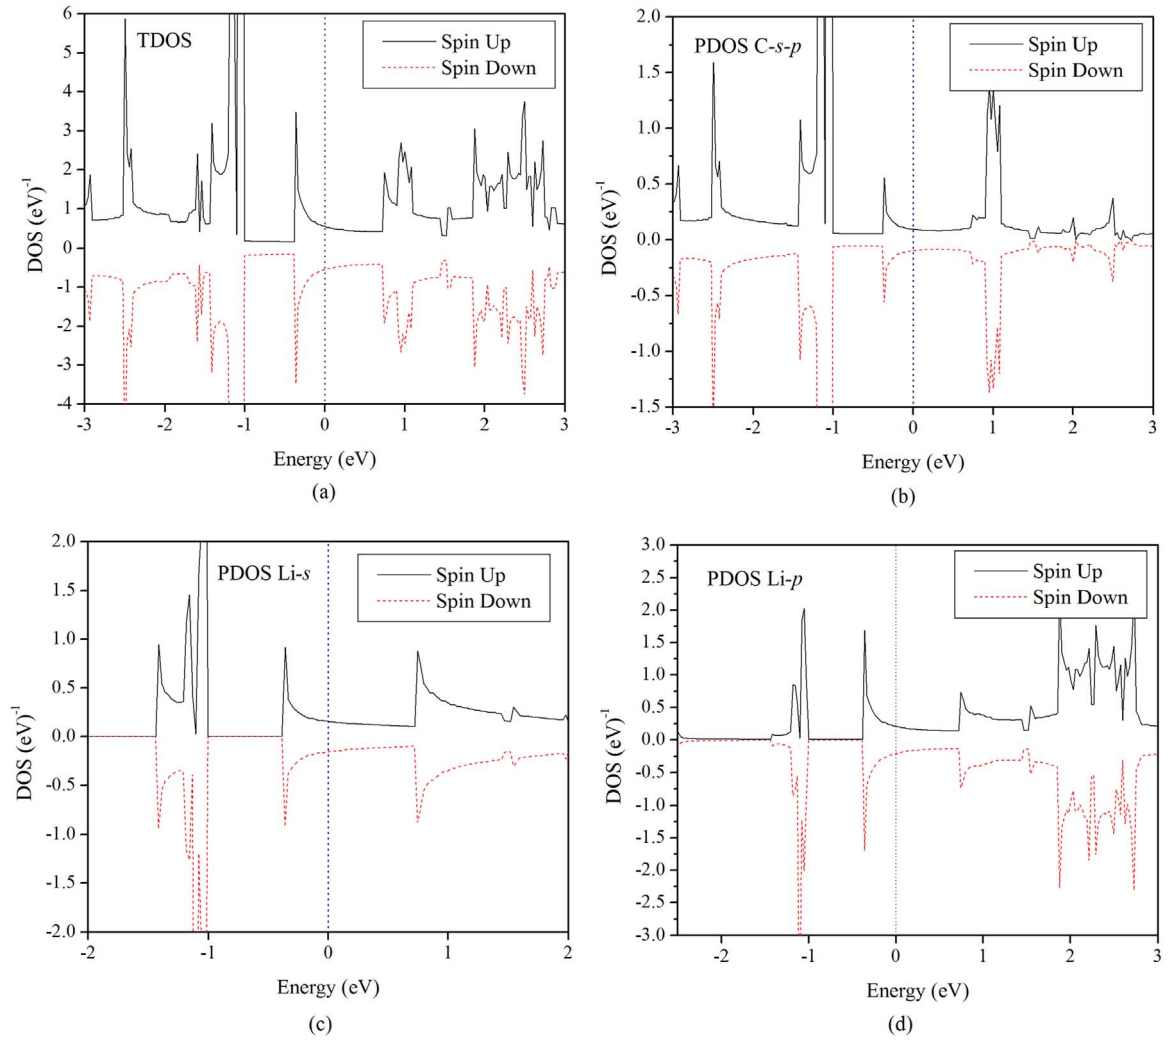 TDOS
Spin Up
Spin Down
6
5
4
3
2
1
0
-1
-2
-3
-4
DOS (eV)-1
-3
-2
-1
0
1
2
3
Energy (eV)
(a)
PDOS C-s-p
Spin Up
Spin Down
2.0
1.5
1.0
0.5
0.0
-0.5
-1.0
-1.5
DOS (eV)-1
-3
-2
-1
0
1
2
3
Energy (eV)
(b)
PDOS Li-s
Spin Up
Spin Down
2.0
1.5
1.0
0.5
0.0
-0.5
-1.0
-1.5
-2.0
DOS (eV)-1
-2
-1
0
1
2
Energy (eV)
(c)
PDOS Li-p
Spin Up
Spin Down
3.0
2.5
2.0
1.5
1.0
0.5
0.0
-0.5
-1.0
-1.5
-2.0
-2.5
-3.0
DOS (eV)-1
-2
-1
0
1
2
3
Energy (eV)
(d)